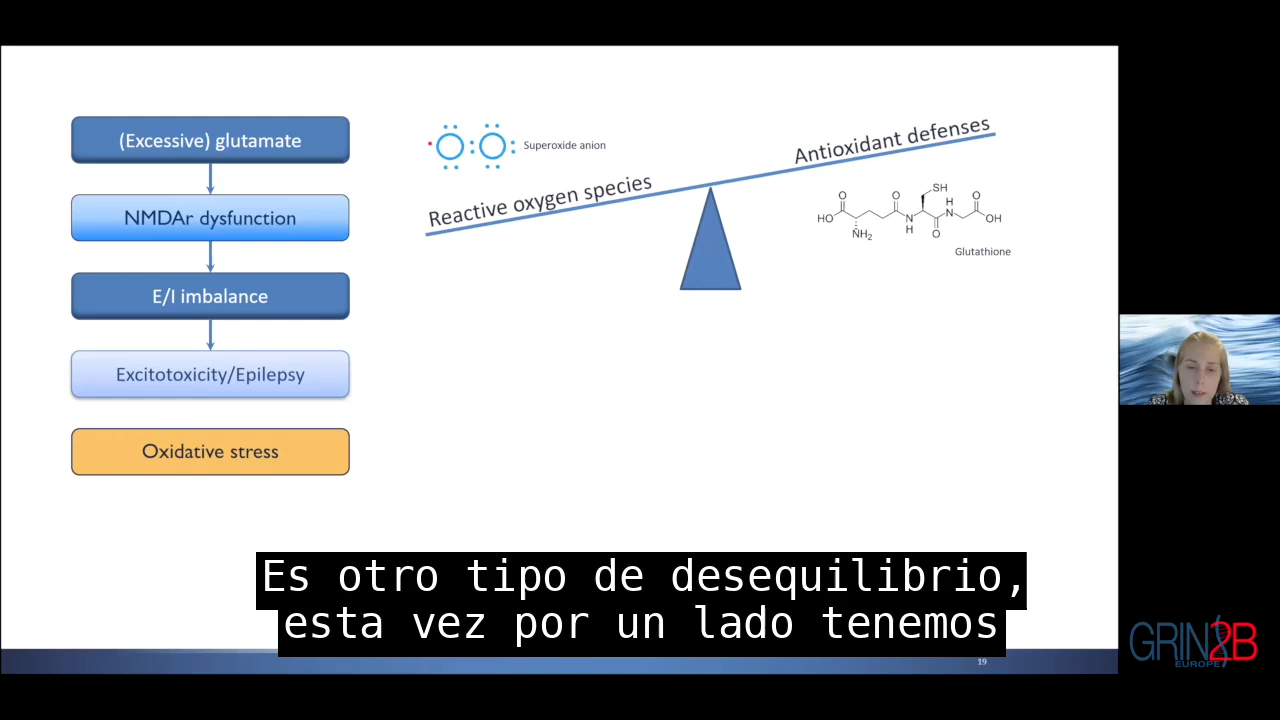 (Excessive) glutamate
NMDAr dysfunction
E/I imbalance
Excitotoxicity/Epilepsy
Oxidative stress
Superoxide anion
Reactive oxygen species
Antioxidant defenses
O
HO
NH₂
O
N
H
SH
O
H
N
O
OH
Glutathione
Es otro tipo de desequilibrio,
esta vez por un lado tenemos
19
GRIN2B
EUROPE